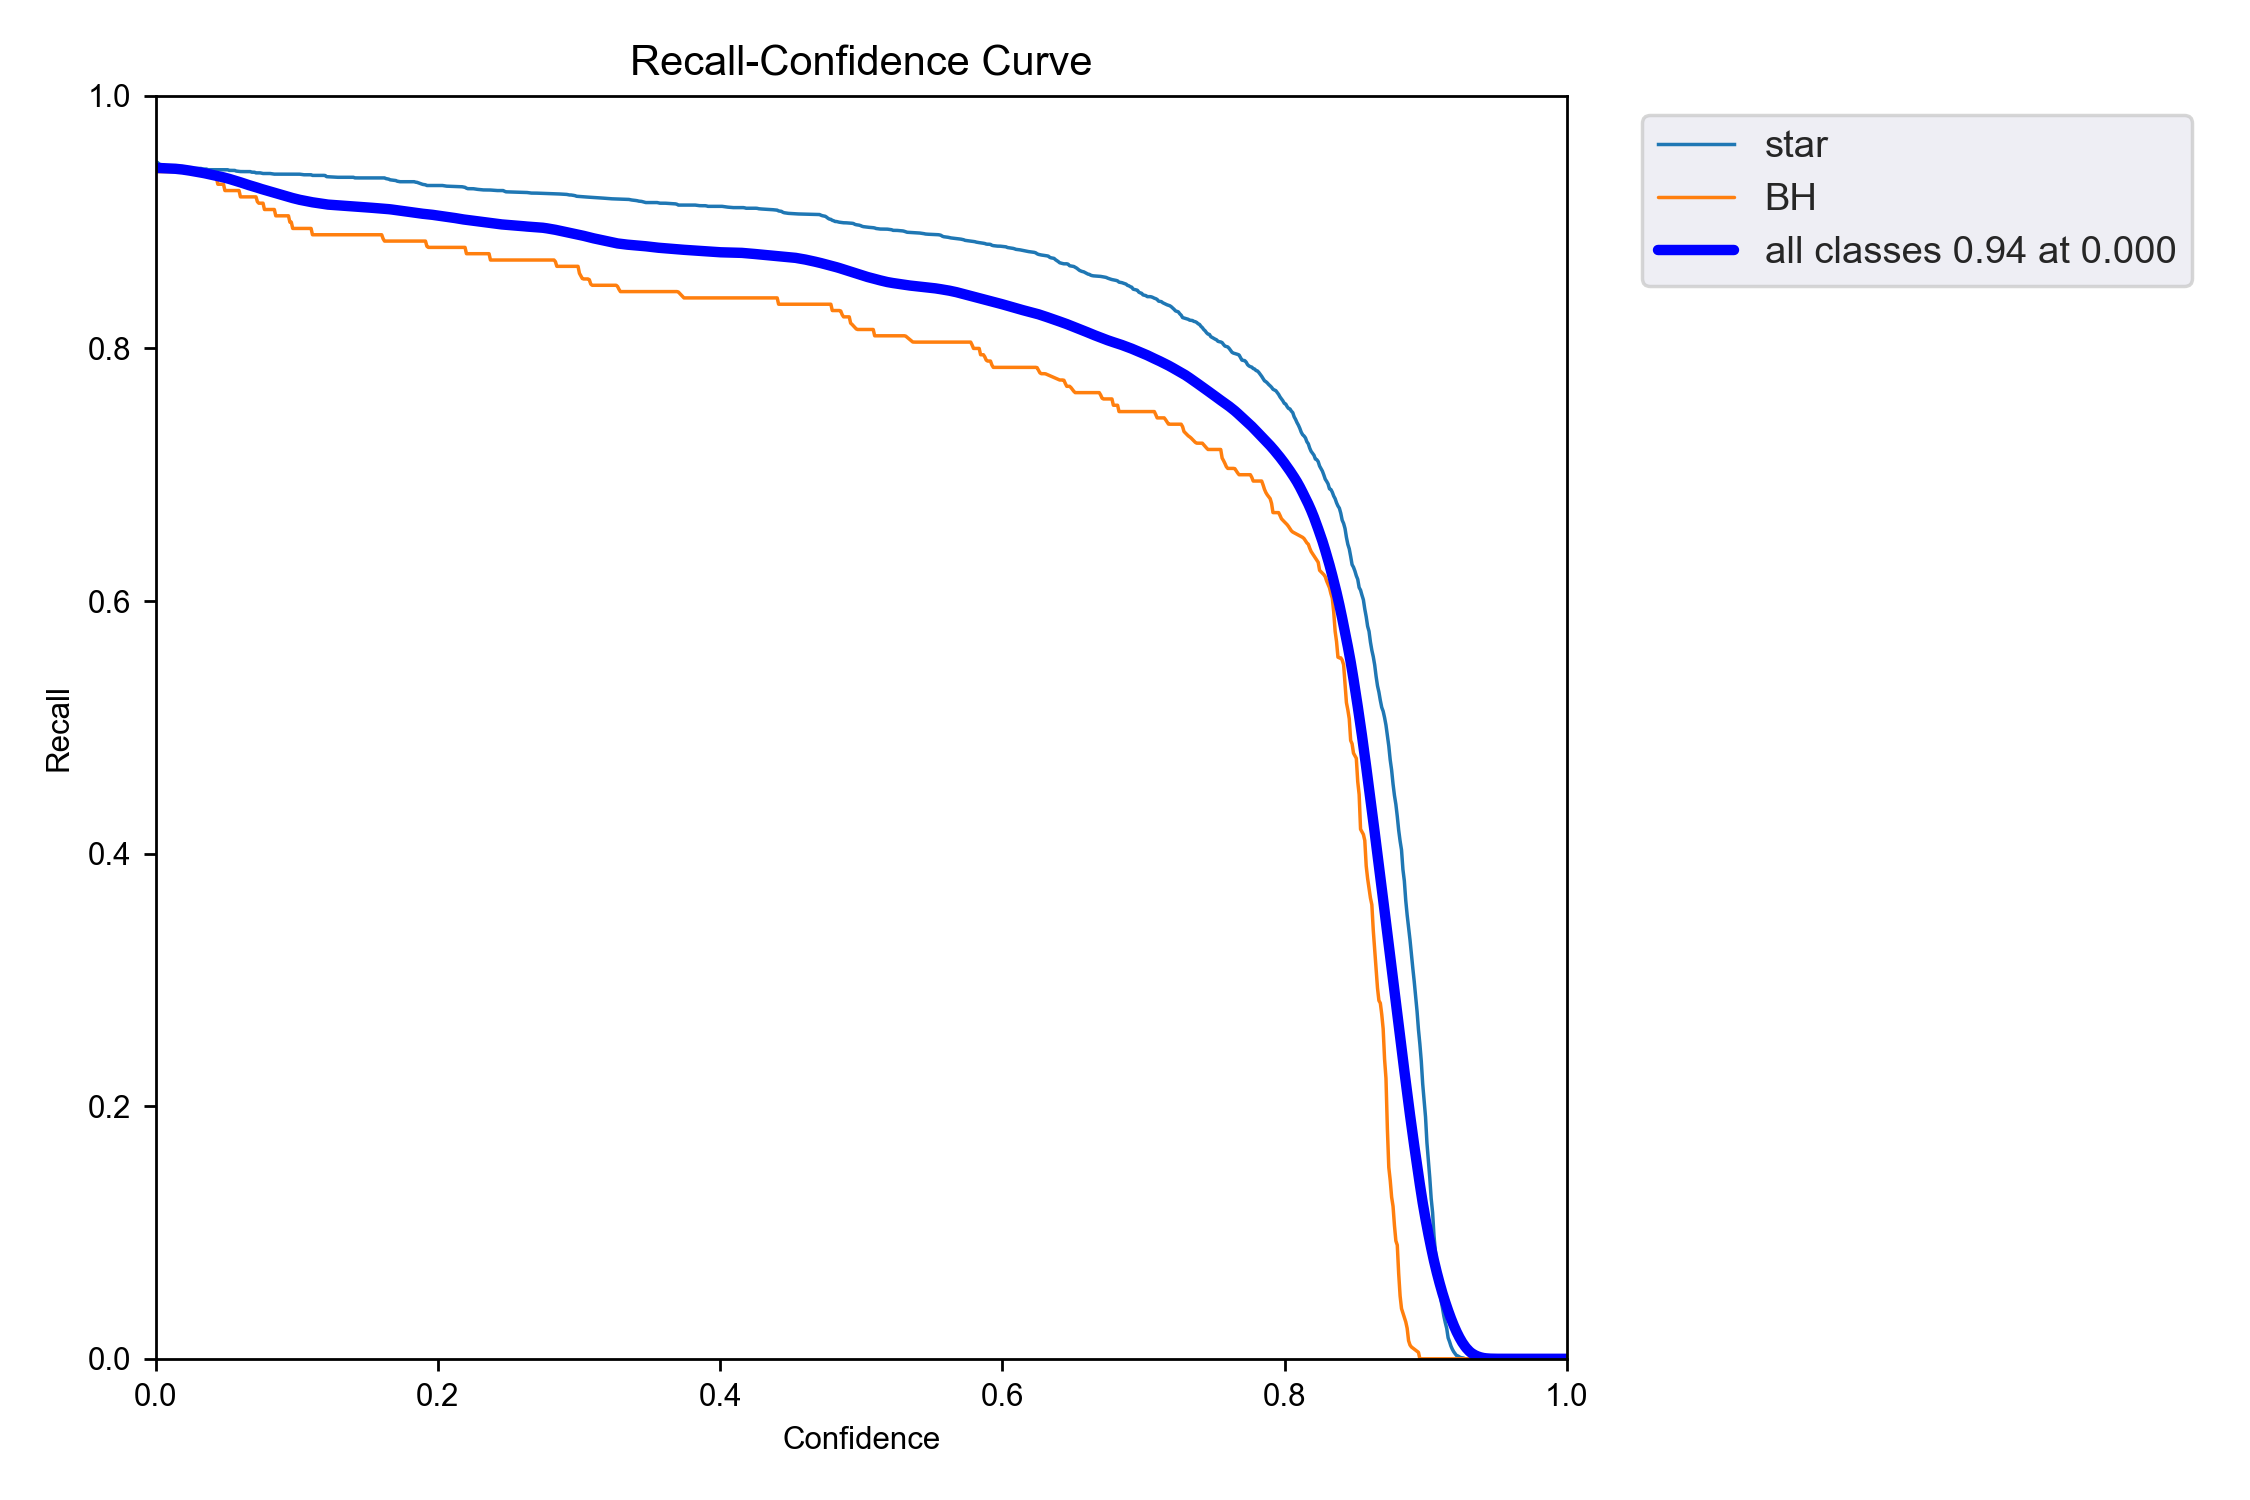 Recall-Confidence Curve
1.0
0.8
0.6
0.4
0.2
0.0
Recall
0.0 0.2 0.4 0.6 0.8 1.0
Confidence
star
BH
all classes 0.94 at 0.000